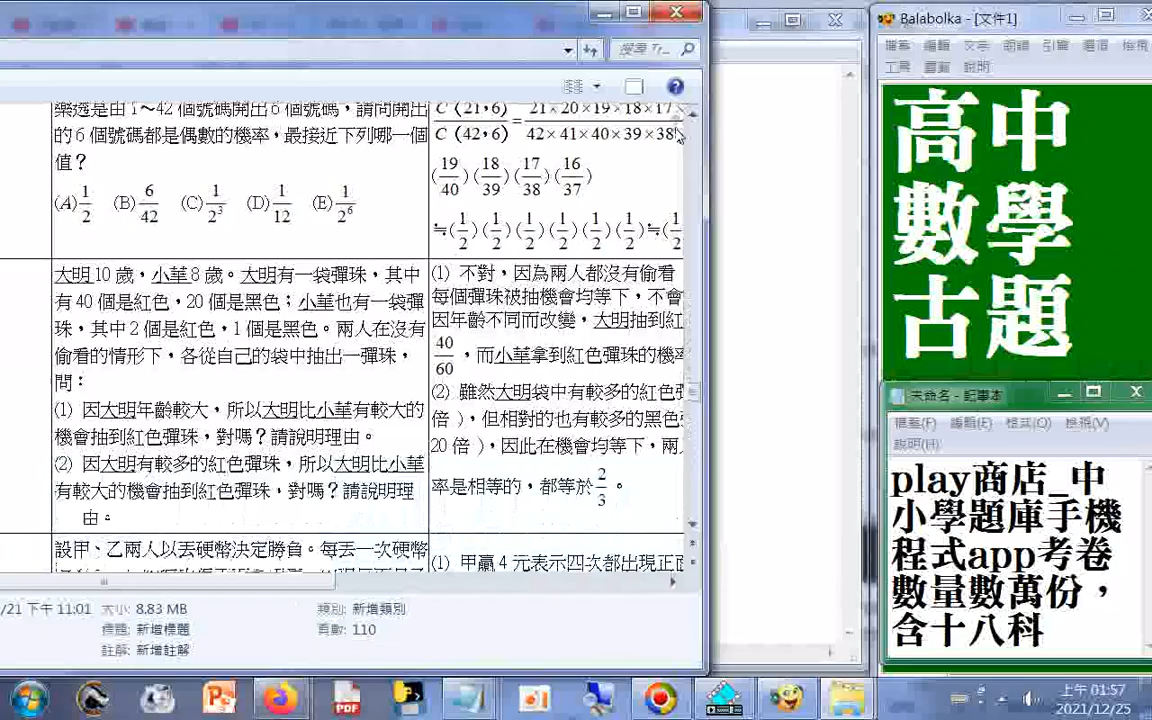 搜尋 Tr...
樂透是由 1～42 個號碼開出 6 個號碼，請問開出
的 6 個號碼都是偶數的機率，最接近下列哪一個
值？
(A) 1/2 (B) 6/42 (C) 1/2³ (D) 1/12 (E) 1/2⁶
C（21，6）/C（42，6）= 21×20×19×18×17/42×41×40×39×38
(19/40)(18/39)(17/38)(16/37)
≒(1/2)(1/2)(1/2)(1/2)(1/2)(1/2)≒(1/2
大明 10 歲，小華 8 歲。大明有一袋彈珠，其中
有 40 個是紅色，20 個是黑色；小華也有一袋彈
珠，其中 2 個是紅色，1 個是黑色。兩人在沒有
偷看的情形下，各從自己的袋中抽出一彈珠，
問：
(1) 因大明年齡較大，所以大明比小華有較大的
機會抽到紅色彈珠，對嗎？請說明理由。
(2) 因大明有較多的紅色彈珠，所以大明比小華
有較大的機會抽到紅色彈珠，對嗎？請說明理
由。
(1) 不對，因為兩人都沒有偷看
每個彈珠被抽機會均等下，不會
因年齡不同而改變，大明抽到紅
40/60，而小華拿到紅色彈珠的機率
(2) 雖然大明袋中有較多的紅色彈
倍），但相對的也有較多的黑色
20 倍），因此在機會均等下，兩
率是相等的，都等於 2/3。
設甲、乙兩人以丟硬幣決定勝負。每丟一次硬幣
(1) 甲贏 4 元表示四次都出現正面
/21 下午 11:01 大小: 8.83 MB 類別: 新增類別
標題: 新增標題 頁數: 110
註解: 新增註解
Balabolka - [文件1]
檔案 編輯 文字 朗讀 引擎 選項 檢視
工具 書籤 說明
高中
數學
古題
未命名 - 記事本
檔案(F) 編輯(E) 格式(O) 檢視(V)
說明(H)
play商店_中
小學題庫手機
程式app考卷
數量數萬份，
含十八科
上午 01:57
2021/12/25